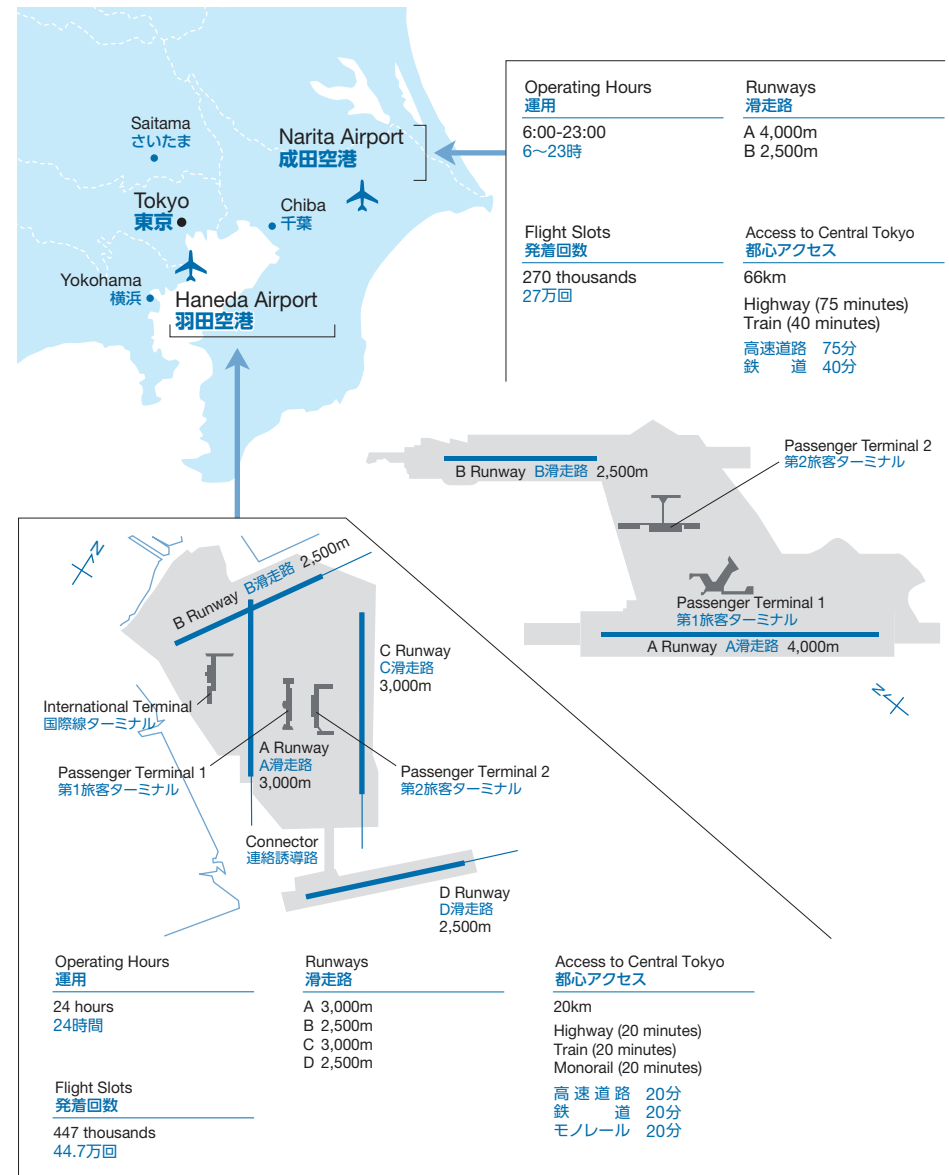 Saitama
さいたま
Narita Airport
成田空港
Tokyo
東京
Chiba
千葉
Yokohama
横浜
Haneda Airport
羽田空港
Operating Hours
運用
6:00-23:00
6〜23時
Runways
滑走路
A 4,000m
B 2,500m
Flight Slots
発着回数
270 thousands
27万回
Access to Central Tokyo
都心アクセス
66km
Highway (75 minutes)
Train (40 minutes)
高速道路 75分
鉄 道 40分
B Runway B滑走路 2,500m
Passenger Terminal 2
第2旅客ターミナル
Passenger Terminal 1
第1旅客ターミナル
A Runway A滑走路 4,000m
N
N
B Runway B滑走路 2,500m
C Runway
C滑走路
3,000m
International Terminal
国際線ターミナル
A Runway
A滑走路
3,000m
Passenger Terminal 1
第1旅客ターミナル
Passenger Terminal 2
第2旅客ターミナル
Connector
連絡誘導路
D Runway
D滑走路
2,500m
Operating Hours
運用
24 hours
24時間
Runways
滑走路
A 3,000m
B 2,500m
C 3,000m
D 2,500m
Access to Central Tokyo
都心アクセス
20km
Highway (20 minutes)
Train (20 minutes)
Monorail (20 minutes)
高速道路 20分
鉄 道 20分
モノレール 20分
Flight Slots
発着回数
447 thousands
44.7万回